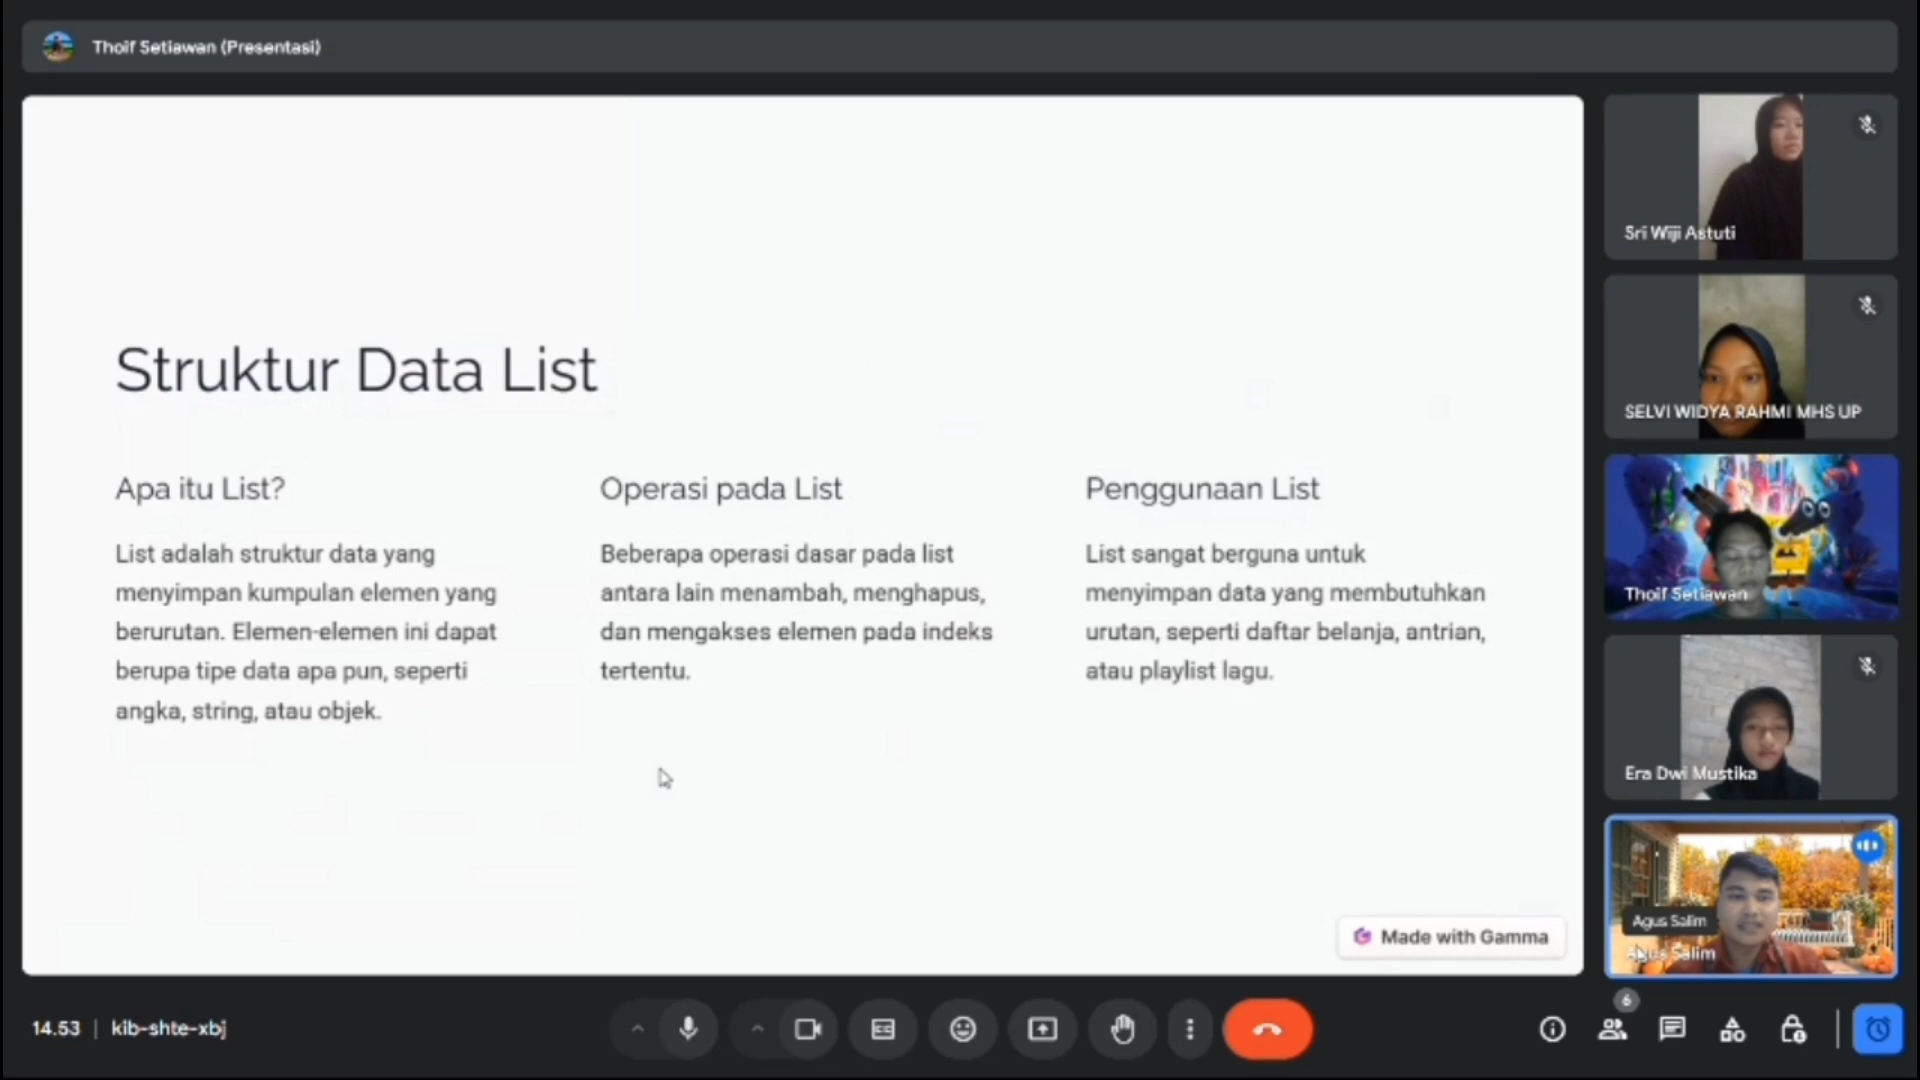 Thoif Setiawan (Presentasi)
Struktur Data List
Apa itu List?
List adalah struktur data yang
menyimpan kumpulan elemen yang
berurutan. Elemen-elemen ini dapat
berupa tipe data apa pun, seperti
angka, string, atau objek.
Operasi pada List
Beberapa operasi dasar pada list
antara lain menambah, menghapus,
dan mengakses elemen pada indeks
tertentu.
Penggunaan List
List sangat berguna untuk
menyimpan data yang membutuhkan
urutan, seperti daftar belanja, antrian,
atau playlist lagu.
Made with Gamma
Sri Wiji Astuti
SELVI WIDYA RAHMI MHS UP
Thoif Setiawan
Era Dwi Mustika
Agus Salim
Agus Salim
14.53 | kib-shte-xbj
6